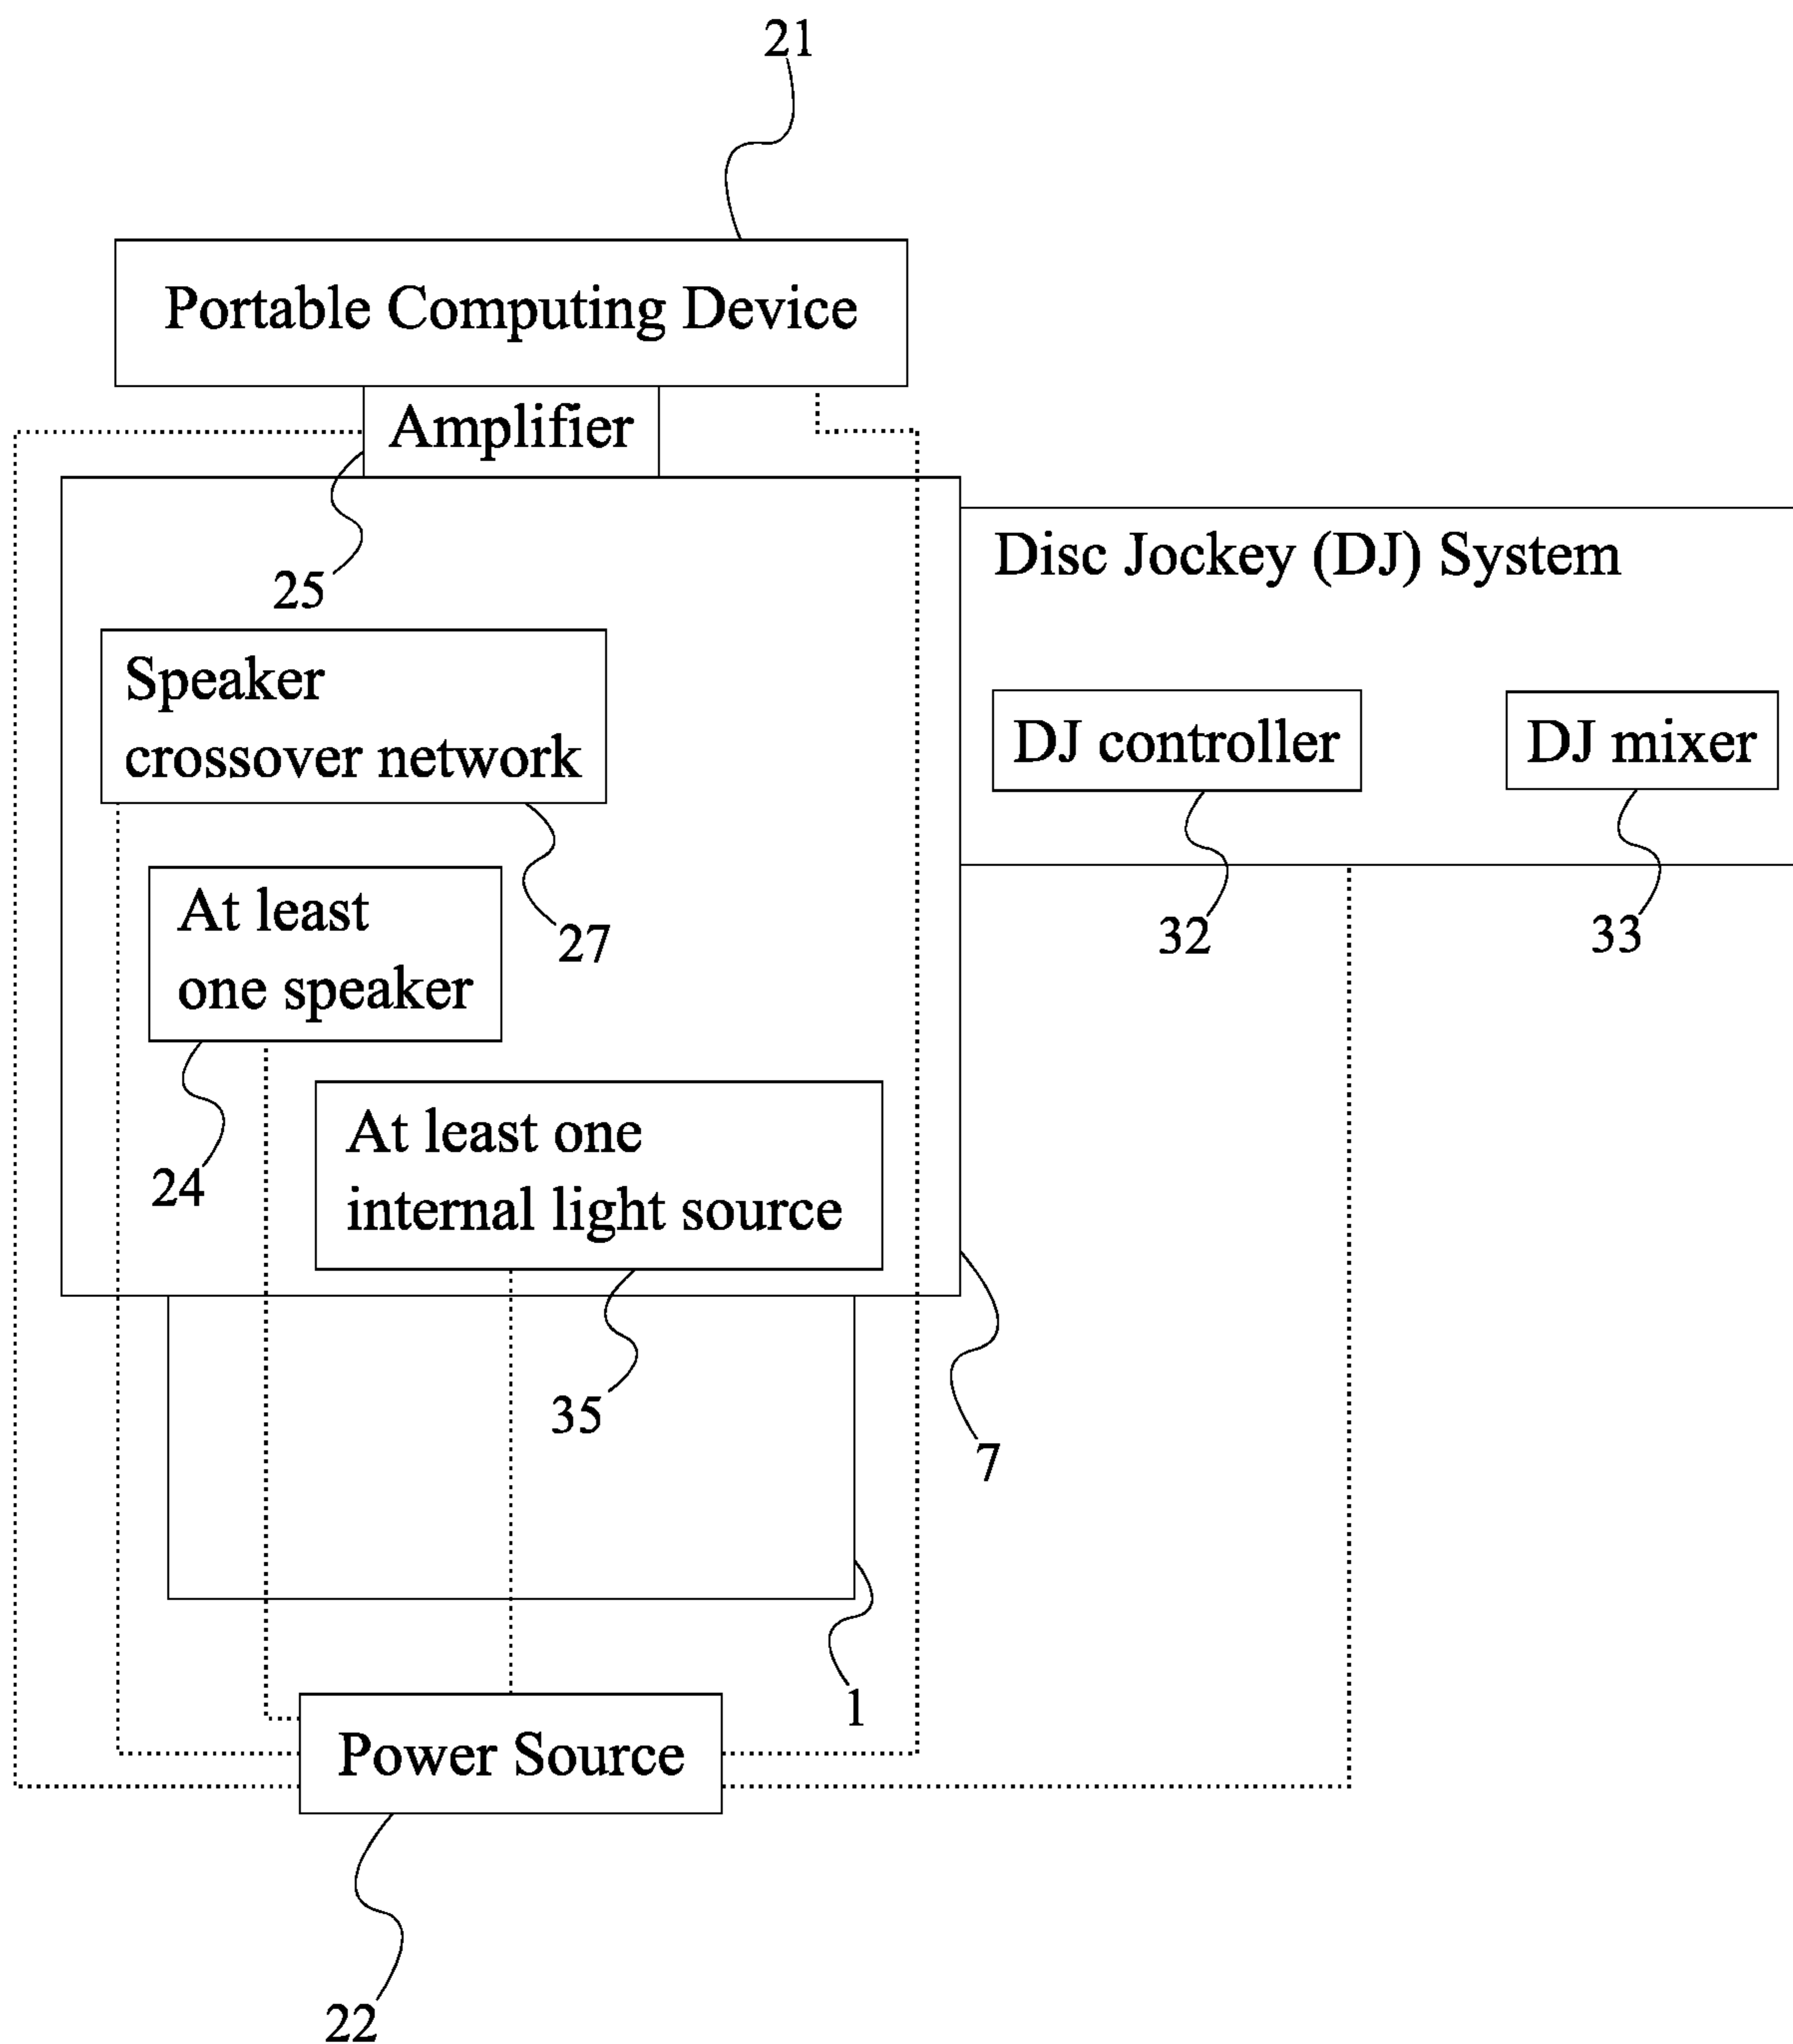 21
Portable Computing Device
Amplifier
25
Disc Jockey (DJ) System
Speaker
crossover network
27
DJ controller
32
DJ mixer
33
At least
one speaker
24
At least one
internal light source
35
7
1
Power Source
22